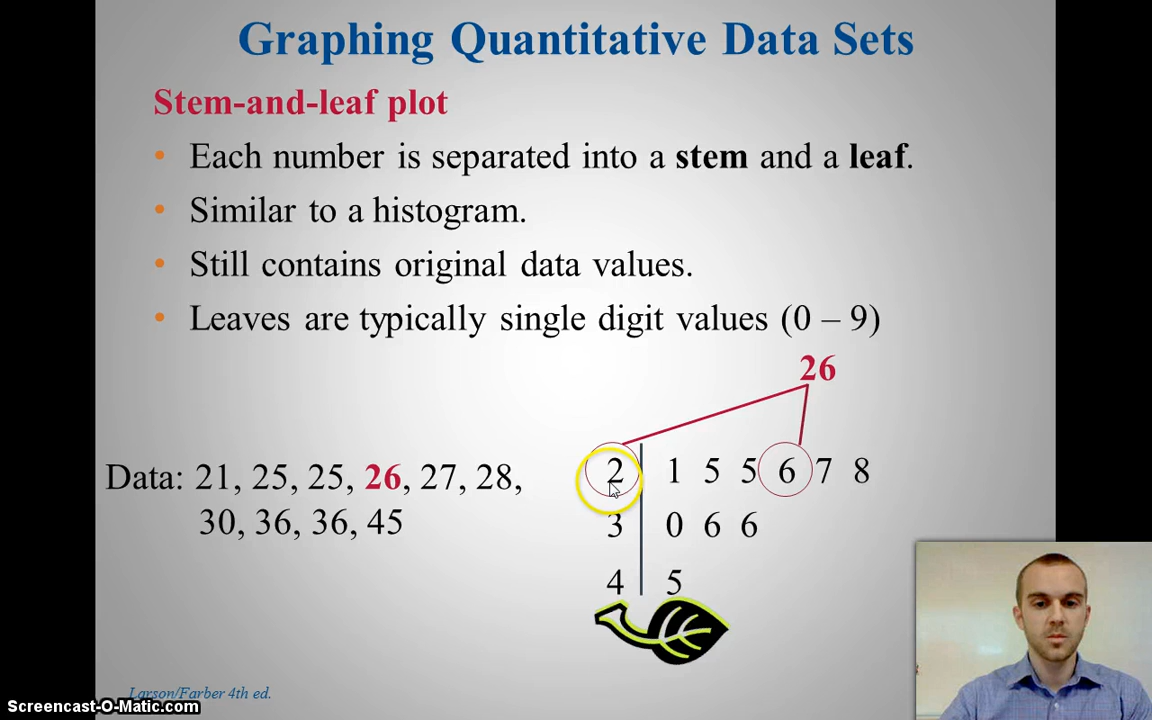 Graphing Quantitative Data Sets
Stem-and-leaf plot
• Each number is separated into a stem and a leaf.
• Similar to a histogram.
• Still contains original data values.
• Leaves are typically single digit values (0 – 9)
26
Data: 21, 25, 25, 26, 27, 28,
30, 36, 36, 45
2 1 5 5 6 7 8
3 0 6 6
4 5
Larson/Farber 4th ed.
Screencast-O-Matic.com